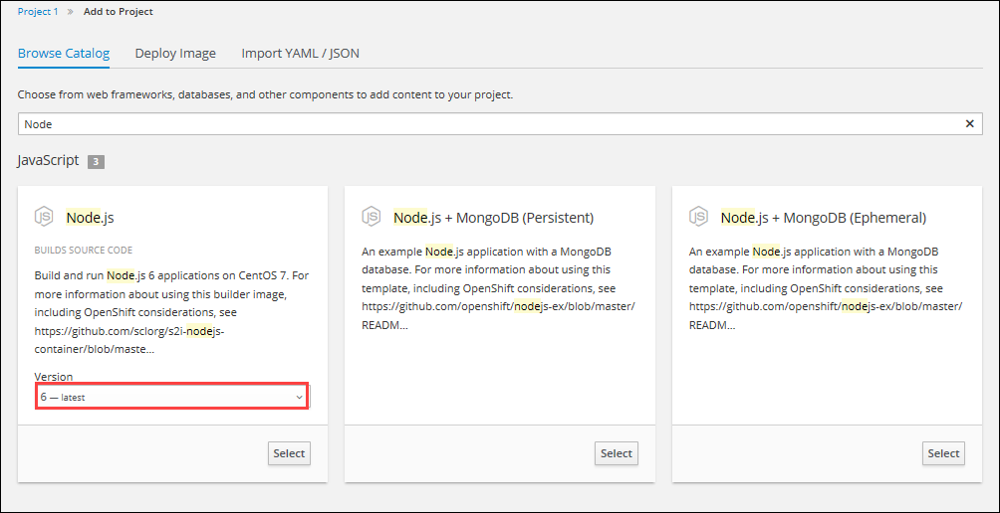 Project 1 » Add to Project
Browse Catalog Deploy Image Import YAML / JSON
Choose from web frameworks, databases, and other components to add content to your project.
Node ×
JavaScript 3
JS Node.js
BUILDS SOURCE CODE
Build and run Node.js 6 applications on CentOS 7. For
more information about using this builder image,
including OpenShift considerations, see
https://github.com/sclorg/s2i-nodejs-
container/blob/maste...
Version
6 — latest
Select
JS Node.js + MongoDB (Persistent)
An example Node.js application with a MongoDB
database. For more information about using this
template, including OpenShift considerations, see
https://github.com/openshift/nodejs-ex/blob/master/
READM...
Select
JS Node.js + MongoDB (Ephemeral)
An example Node.js application with a MongoDB
database. For more information about using this
template, including OpenShift considerations, see
https://github.com/openshift/nodejs-ex/blob/master/
READM...
Select